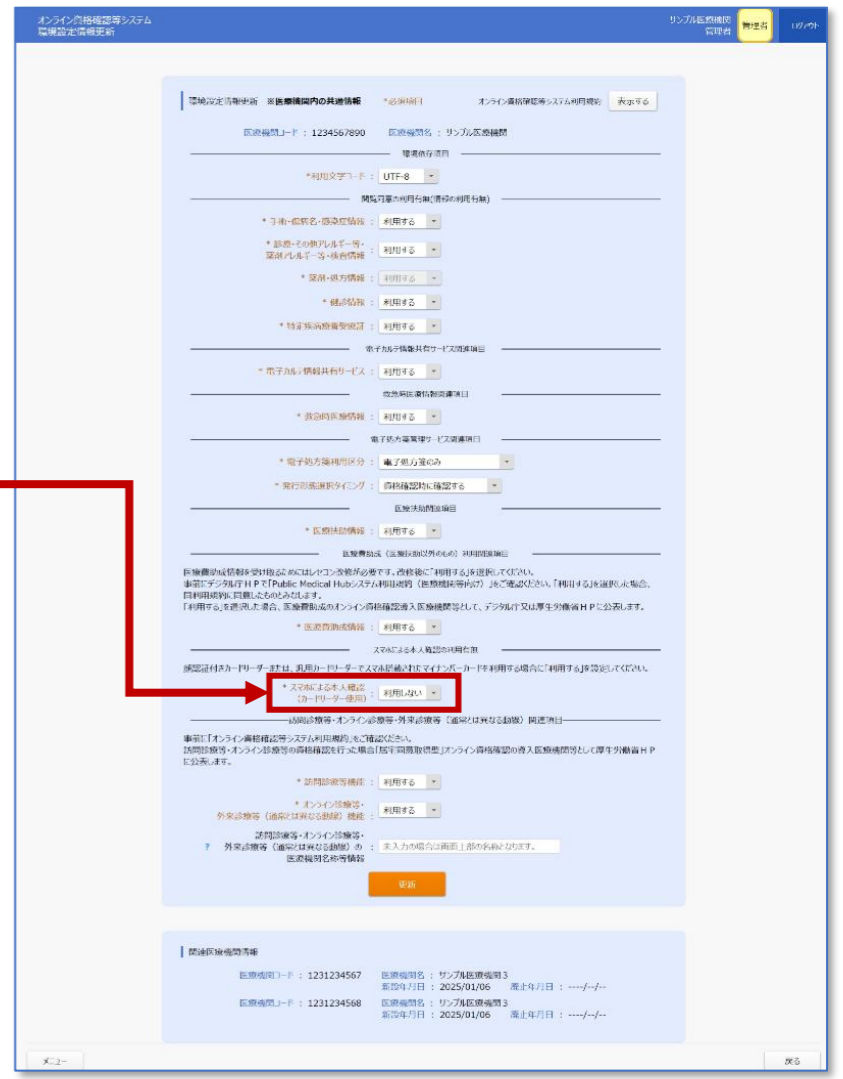 オンライン資格確認等システム
環境設定情報更新
サンプル医療機関
管理者
管理者
ログアウト
環境設定情報更新 ※医療機関内の共通情報 *必須項目 オンライン資格確認等システム利用規約 表示する
医療機関コード : 1234567890 医療機関名 : サンプル医療機関
環境依存項目
*利用文字コード : UTF-8
閲覧同意の利用有無(情報の利用有無)
* 手術・傷病名・感染症情報 : 利用する
* 診療・その他アレルギー等・
薬剤アレルギー等・検査情報 : 利用する
* 薬剤・処方情報 : 利用する
* 健診情報 : 利用する
* 特定疾病療養受療証 : 利用する
電子カルテ情報共有サービス関連項目
* 電子カルテ情報共有サービス : 利用する
救急時医療情報関連項目
* 救急時医療情報 : 利用する
電子処方箋管理サービス関連項目
* 電子処方箋利用区分 : 電子処方箋のみ
* 発行形態選択タイミング : 資格確認時に確認する
医療扶助関連項目
* 医療扶助情報 : 利用する
医療費助成(医療扶助以外のもの)利用関連項目
医療費助成情報を受け取るためにはレセコン改修が必要です。改修後に「利用する」を選択してください。
事前にデジタル庁HPで「Public Medical Hubシステム利用規約(医療機関等向け)」をご確認ください。「利用する」を選択した場合、
同利用規約に同意したものとみなします。
「利用する」を選択した場合、医療費助成のオンライン資格確認導入医療機関等として、デジタル庁又は厚生労働省HPに公表します。
* 医療費助成情報 : 利用する
スマホによる本人確認の利用有無
顔認証付きカードリーダーまたは、汎用カードリーダーでスマホ搭載されたマイナンバーカードを利用する場合に「利用する」を設定してください。
* スマホによる本人確認
(カードリーダー使用) : 利用しない
訪問診療等・オンライン診療等・外来診療等(通常とは異なる動線)関連項目
事前に「オンライン資格確認等システム利用規約」をご確認ください。
訪問診療等・オンライン診療等の資格確認を行った場合「居宅同意取得型」オンライン資格確認の導入医療機関等として厚生労働省HP
に公表します。
* 訪問診療等機能 : 利用する
* オンライン診療等・
外来診療等(通常とは異なる動線)機能 : 利用する
訪問診療等・オンライン診療等・
? 外来診療等(通常とは異なる動線)の : 未入力の場合は画面上部の名称となります。
医療機関名称等情報
更新
関連医療機関情報
医療機関コード : 1231234567 医療機関名 : サンプル医療機関3
新設年月日 : 2025/01/06 廃止年月日 : ----/--/--
医療機関コード : 1231234568 医療機関名 : サンプル医療機関3
新設年月日 : 2025/01/06 廃止年月日 : ----/--/--
メニュー
戻る